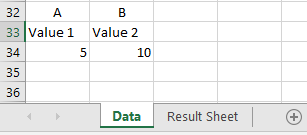 32 A B
33 Value 1 Value 2
34 5 10
35
36
Data Result Sheet